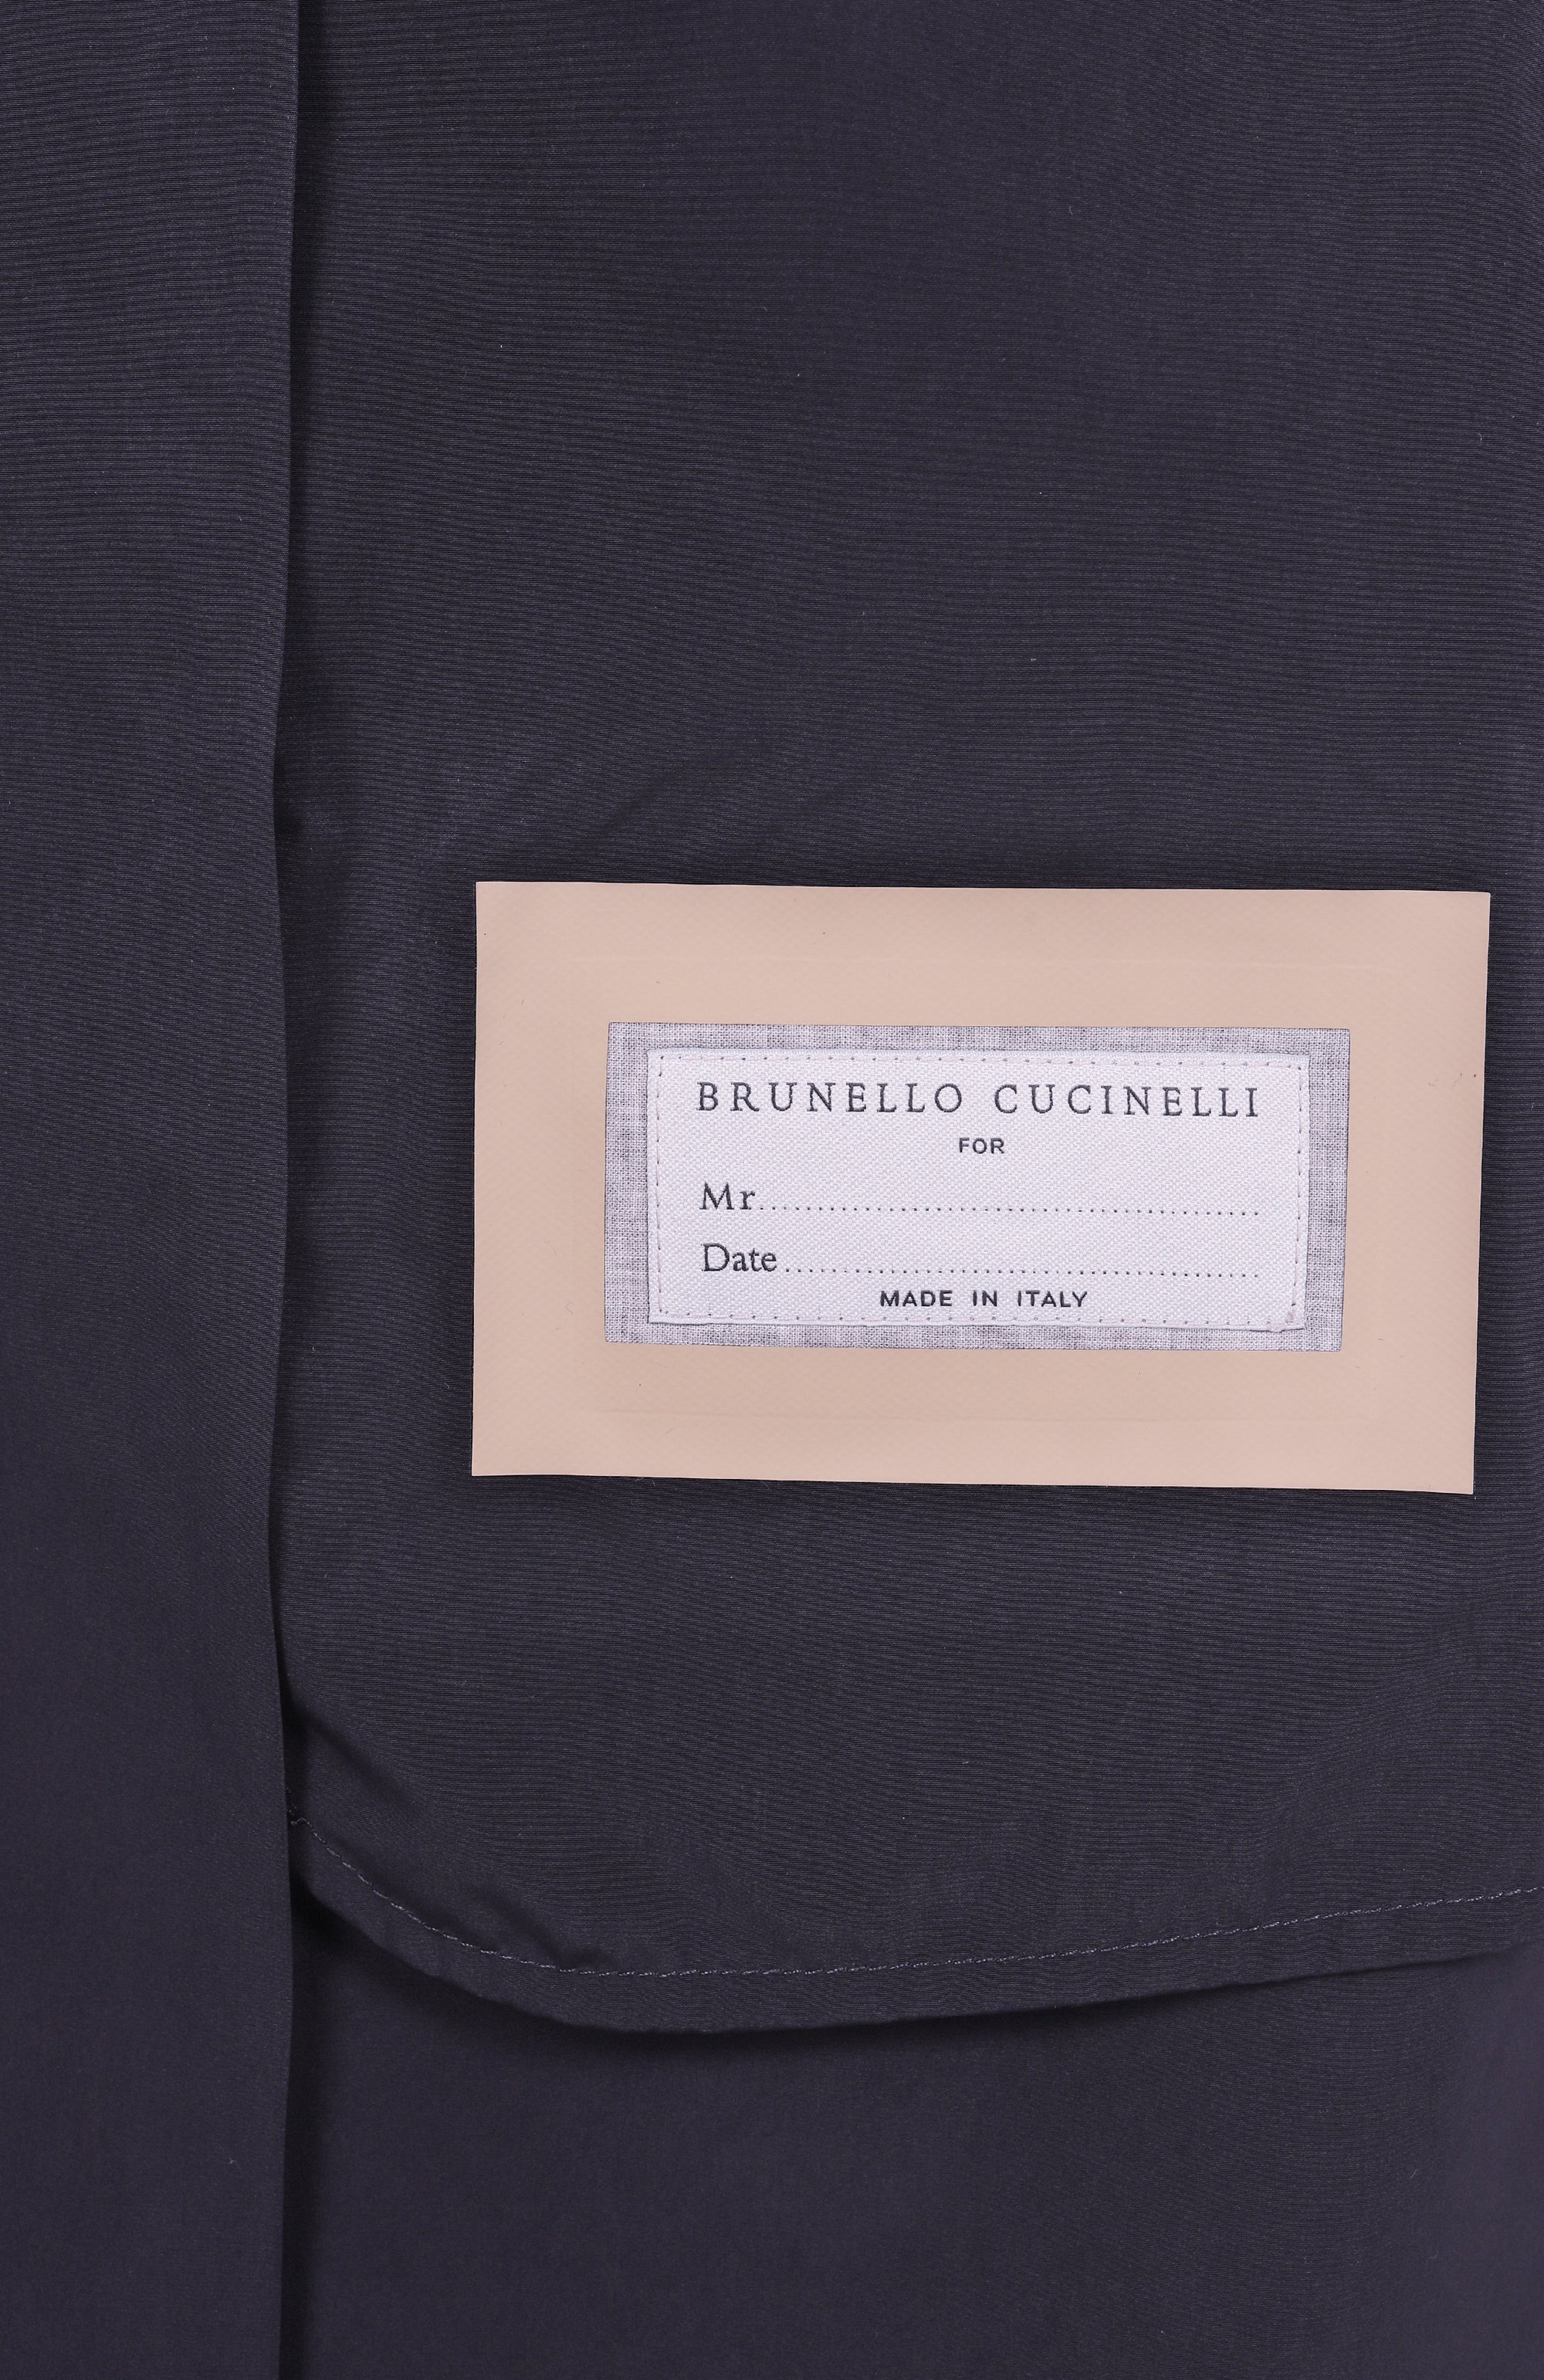 BRUNELLO CUCINELLI
FOR
Mr..................................................
Date................................................
MADE IN ITALY